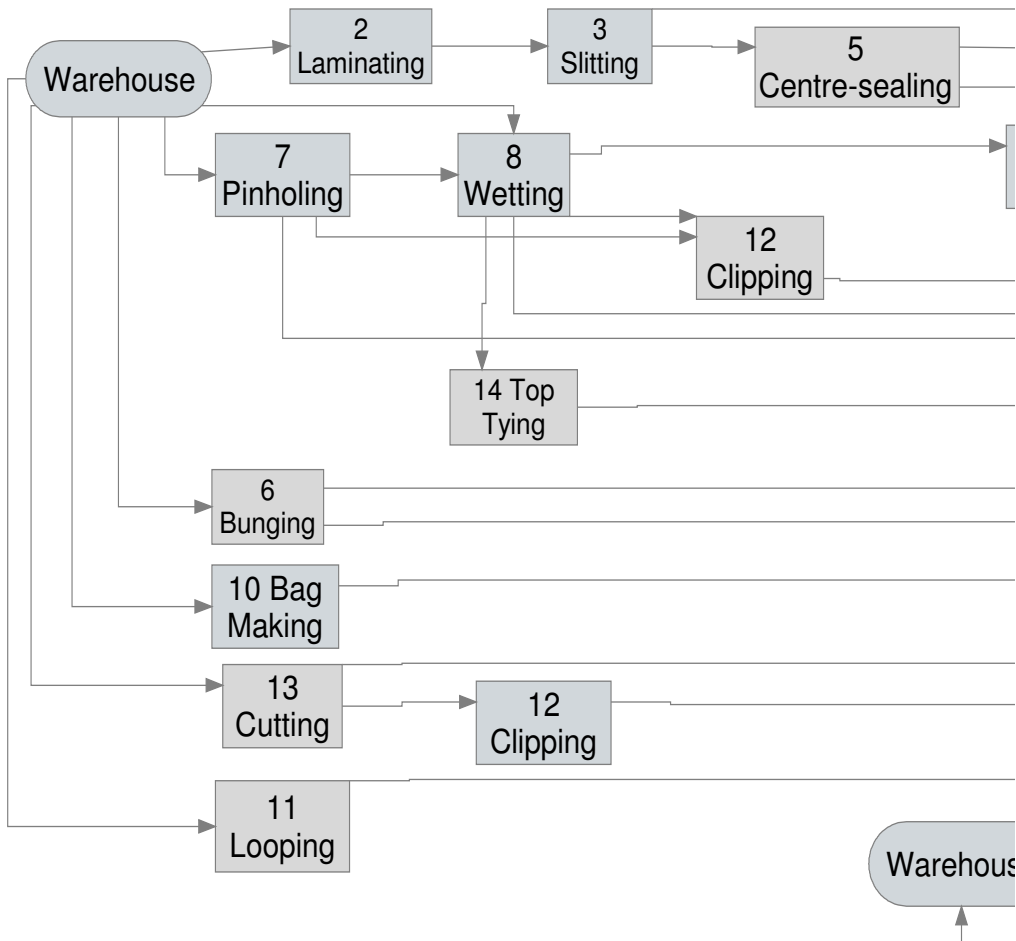 2
Laminating
3
Slitting
5
Centre-sealing
Warehouse
7
Pinholing
8
Wetting
12
Clipping
14 Top
Tying
6
Bunging
10 Bag
Making
13
Cutting
12
Clipping
11
Looping
Warehous